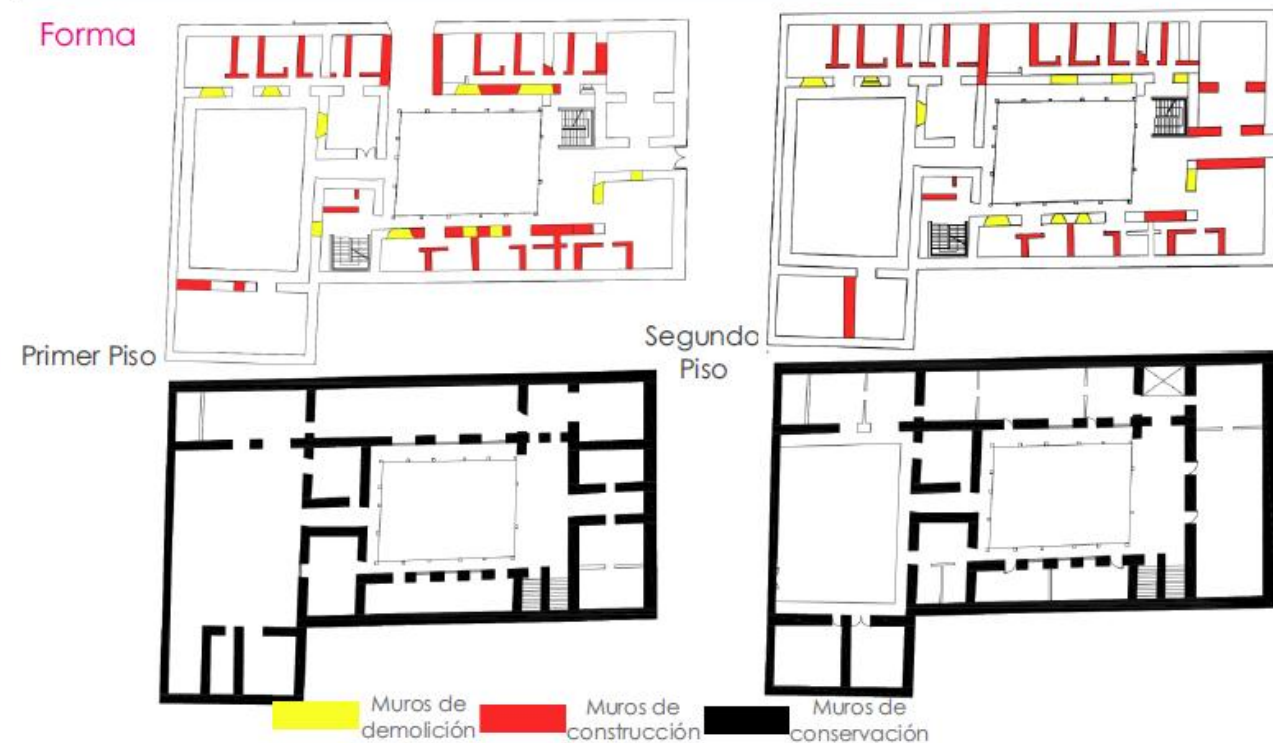 Forma
Primer Piso
Segundo
Piso
Muros de
demolición
Muros de
construcción
Muros de
conservación